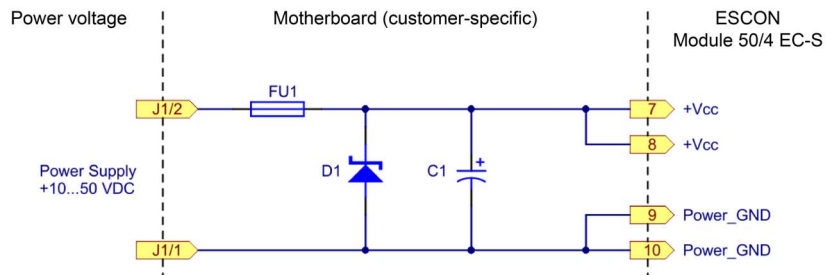 Power voltage
Motherboard (customer-specific)
ESCON
Module 50/4 EC-S
FU1
J1/2
7 +Vcc
8 +Vcc
Power Supply
+10...50 VDC
D1
C1
+
9 Power_GND
J1/1
10 Power_GND